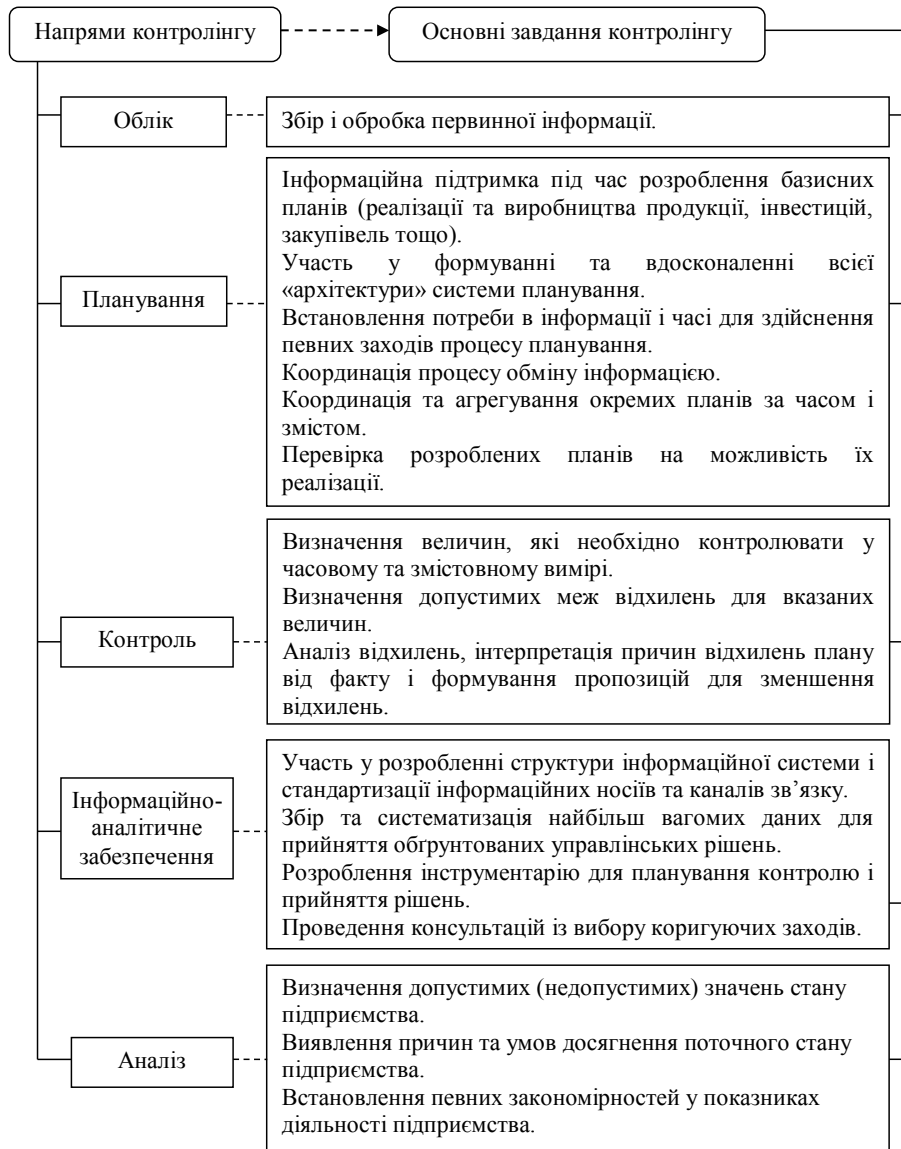 Напрями контролінгу
Основні завдання контролінгу
Облік
Збір і обробка первинної інформації.
Планування
Інформаційна підтримка під час розроблення базисних
планів (реалізації та виробництва продукції, інвестицій,
закупівель тощо).
Участь у формуванні та вдосконаленні всієї
«архітектури» системи планування.
Встановлення потреби в інформації і часі для здійснення
певних заходів процесу планування.
Координація процесу обміну інформацією.
Координація та агрегування окремих планів за часом і
змістом.
Перевірка розроблених планів на можливість їх
реалізації.
Контроль
Визначення величин, які необхідно контролювати у
часовому та змістовному вимірі.
Визначення допустимих меж відхилень для вказаних
величин.
Аналіз відхилень, інтерпретація причин відхилень плану
від факту і формування пропозицій для зменшення
відхилень.
Інформаційно-
аналітичне
забезпечення
Участь у розробленні структури інформаційної системи і
стандартизації інформаційних носіїв та каналів зв’язку.
Збір та систематизація найбільш вагомих даних для
прийняття обґрунтованих управлінських рішень.
Розроблення інструментарію для планування контролю і
прийняття рішень.
Проведення консультацій із вибору коригуючих заходів.
Аналіз
Визначення допустимих (недопустимих) значень стану
підприємства.
Виявлення причин та умов досягнення поточного стану
підприємства.
Встановлення певних закономірностей у показниках
діяльності підприємства.